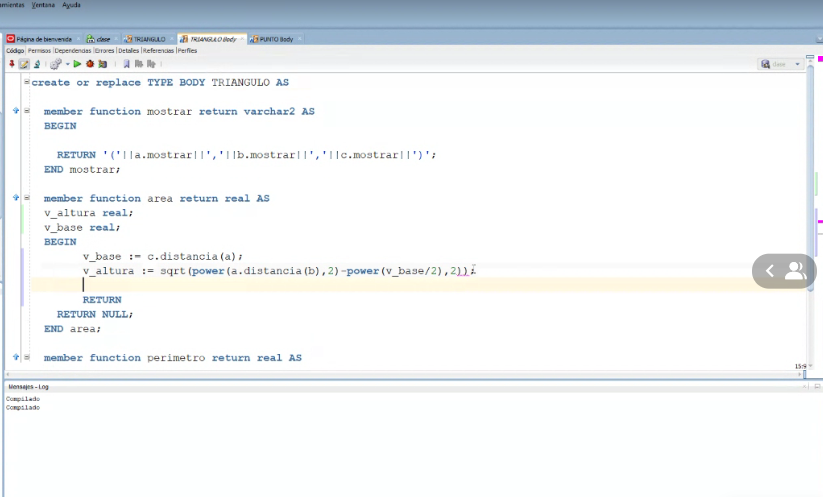 mientas Ventana Ayuda
Página de bienvenida clase TRIANGULO TRIANGULO Body PUNTO Body
Código Permisos Dependencias Errores Detalles Referencias Perfiles
clase
create or replace TYPE BODY TRIANGULO AS
member function mostrar return varchar2 AS
BEGIN
RETURN '('||a.mostrar||','||b.mostrar||','||c.mostrar||')';
END mostrar;
member function area return real AS
v_altura real;
v_base real;
BEGIN
v_base := c.distancia(a);
v_altura := sqrt(power(a.distancia(b),2)-power(v_base/2),2));
RETURN
RETURN NULL;
END area;
member function perimetro return real AS
15:9
Mensajes - Log
Compilado
Compilado